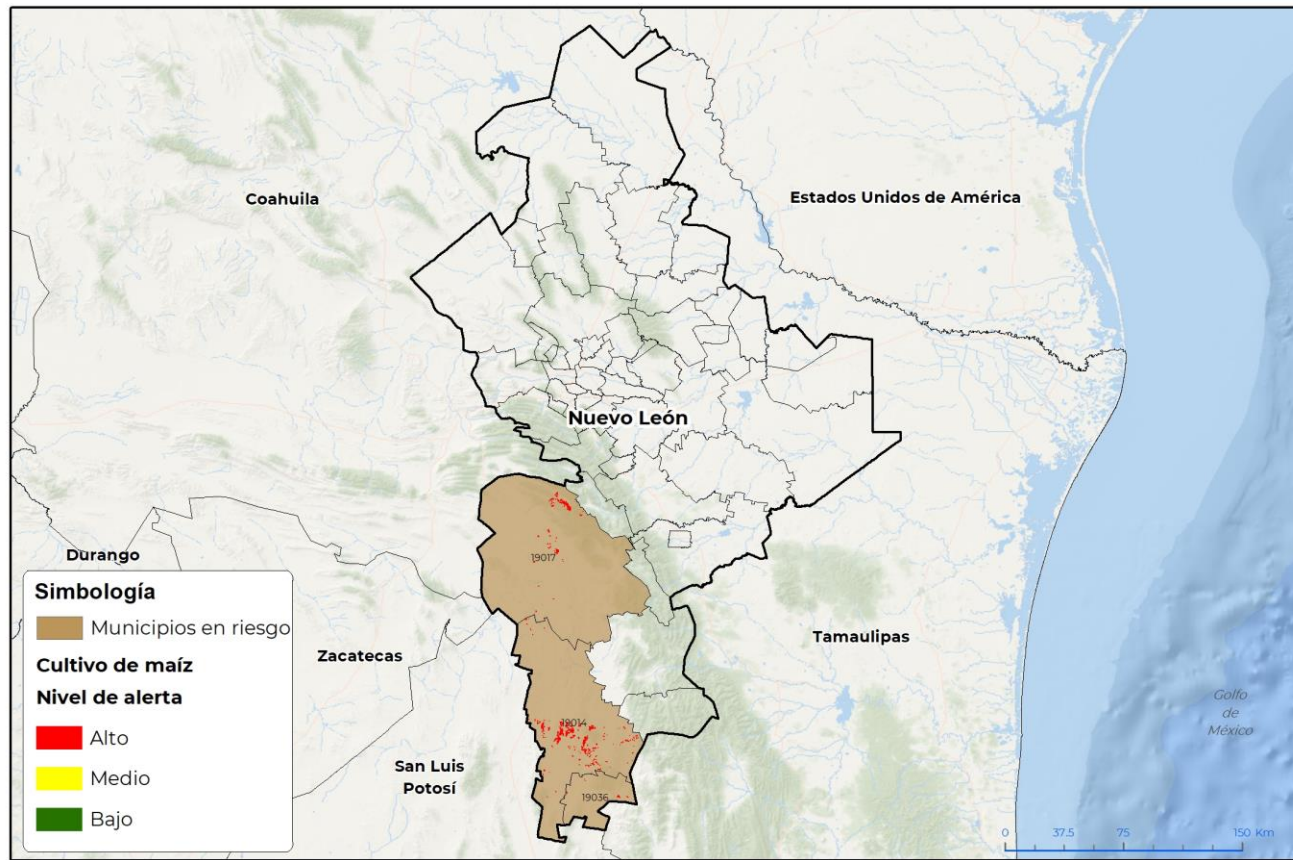 Coahuila
Estados Unidos de América
Nuevo León
Durango
19017
Simbología
Municipios en riesgo
Zacatecas
Tamaulipas
Cultivo de maíz
Nivel de alerta
Golfo
de
México
19014
Alto
San Luis
Potosí
Medio
19036
Bajo
0 37.5 75 150 Km